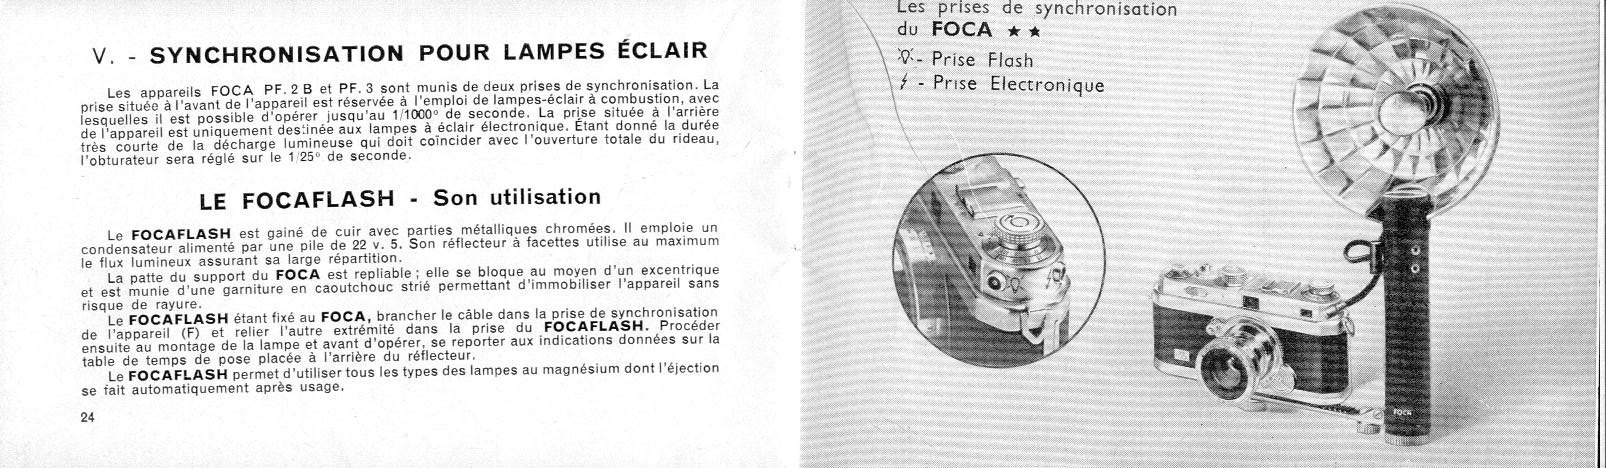 V. - SYNCHRONISATION POUR LAMPES ÉCLAIR
Les appareils FOCA PF. 2 B et PF. 3 sont munis de deux prises de synchronisation. La
prise située à l'avant de l'appareil est réservée à l'emploi de lampes-éclair à combustion, avec
lesquelles il est possible d'opérer jusqu'au 1/1000° de seconde. La prise située à l'arrière
de l'appareil est uniquement destinée aux lampes à éclair électronique. Étant donné la durée
très courte de la décharge lumineuse qui doit coïncider avec l'ouverture totale du rideau,
l'obturateur sera réglé sur le 1/25° de seconde.
LE FOCAFLASH - Son utilisation
Le FOCAFLASH est gainé de cuir avec parties métalliques chromées. Il emploie un
condensateur alimenté par une pile de 22 v. 5. Son réflecteur à facettes utilise au maximum
le flux lumineux assurant sa large répartition.
La patte du support du FOCA est repliable ; elle se bloque au moyen d'un excentrique
et est munie d'une garniture en caoutchouc strié permettant d'immobiliser l'appareil sans
risque de rayure.
Le FOCAFLASH étant fixé au FOCA, brancher le câble dans la prise de synchronisation
de l'appareil (F) et relier l'autre extrémité dans la prise du FOCAFLASH. Procéder
ensuite au montage de la lampe et avant d'opérer, se reporter aux indications données sur la
table de temps de pose placée à l'arrière du réflecteur.
Le FOCAFLASH permet d'utiliser tous les types des lampes au magnésium dont l'éjection
se fait automatiquement après usage.
24
Les prises de synchronisation
du FOCA ★ ★
- Prise Flash
- Prise Electronique
FOCA